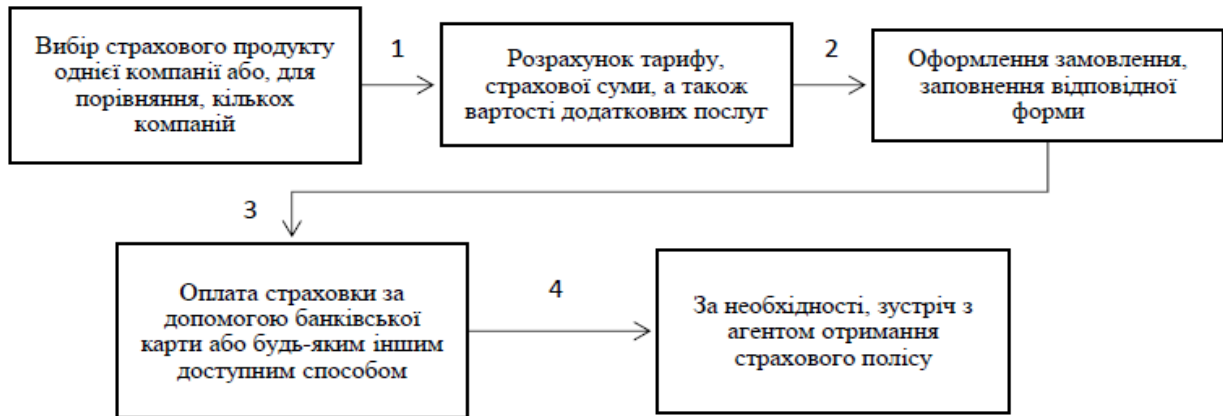 Вибір страхового продукту
однієї компанії або, для
порівняння, кількох
компаній
1
Розрахунок тарифу,
страхової суми, а також
вартості додаткових послуг
2
Оформлення замовлення,
заповнення відповідної
форми
3
Оплата страховки за
допомогою банківської
карти або будь-яким іншим
доступним способом
4
За необхідності, зустріч з
агентом отримання
страхового полісу